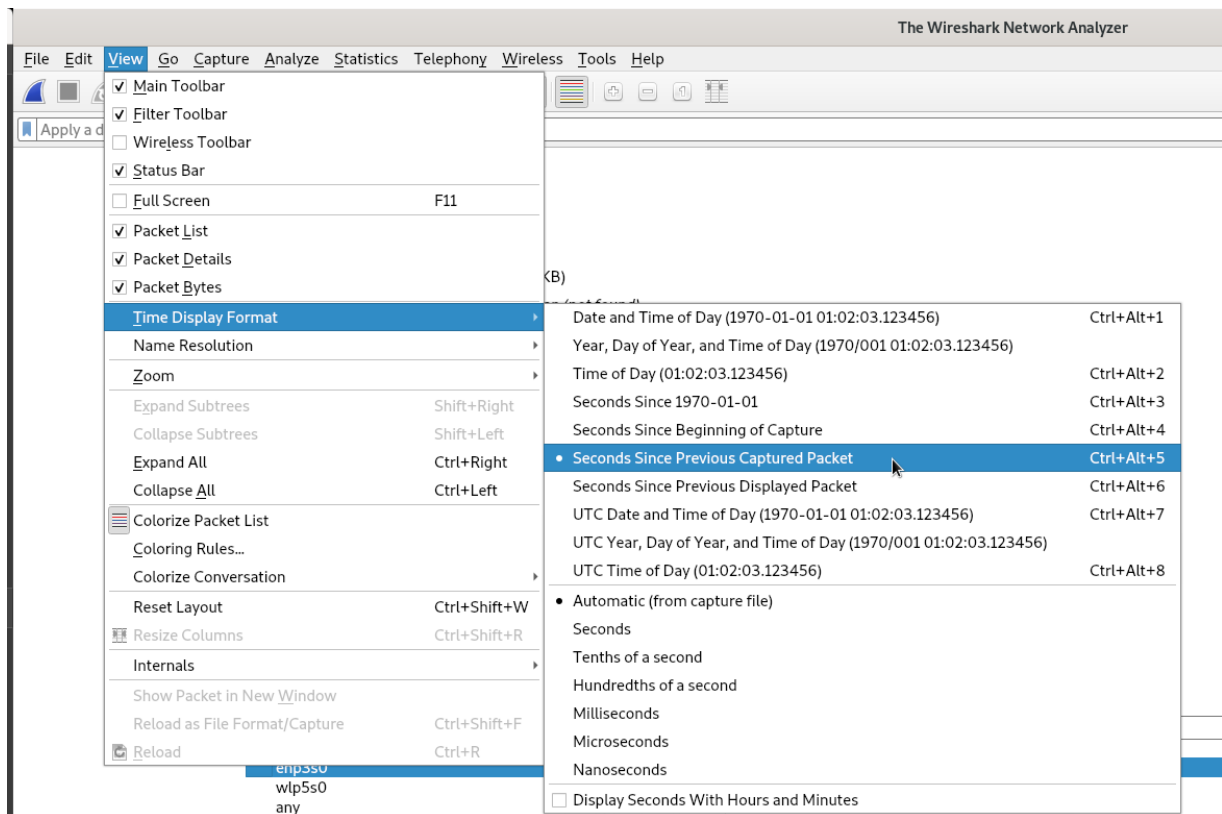 The Wireshark Network Analyzer
File Edit View Go Capture Analyze Statistics Telephony Wireless Tools Help
Apply a d
Main Toolbar
Filter Toolbar
Wireless Toolbar
Status Bar
Full Screen F11
Packet List
Packet Details
Packet Bytes
KB)
(not found)
Time Display Format
Name Resolution
Zoom
Expand Subtrees Shift+Right
Collapse Subtrees Shift+Left
Expand All Ctrl+Right
Collapse All Ctrl+Left
Colorize Packet List
Coloring Rules...
Colorize Conversation
Reset Layout Ctrl+Shift+W
Resize Columns Ctrl+Shift+R
Internals
Show Packet in New Window
Reload as File Format/Capture Ctrl+Shift+F
Reload Ctrl+R
Date and Time of Day (1970-01-01 01:02:03.123456) Ctrl+Alt+1
Year, Day of Year, and Time of Day (1970/001 01:02:03.123456)
Time of Day (01:02:03.123456) Ctrl+Alt+2
Seconds Since 1970-01-01 Ctrl+Alt+3
Seconds Since Beginning of Capture Ctrl+Alt+4
Seconds Since Previous Captured Packet Ctrl+Alt+5
Seconds Since Previous Displayed Packet Ctrl+Alt+6
UTC Date and Time of Day (1970-01-01 01:02:03.123456) Ctrl+Alt+7
UTC Year, Day of Year, and Time of Day (1970/001 01:02:03.123456)
UTC Time of Day (01:02:03.123456) Ctrl+Alt+8
Automatic (from capture file)
Seconds
Tenths of a second
Hundredths of a second
Milliseconds
Microseconds
Nanoseconds
Display Seconds With Hours and Minutes
enp3s0
wlp5s0
any